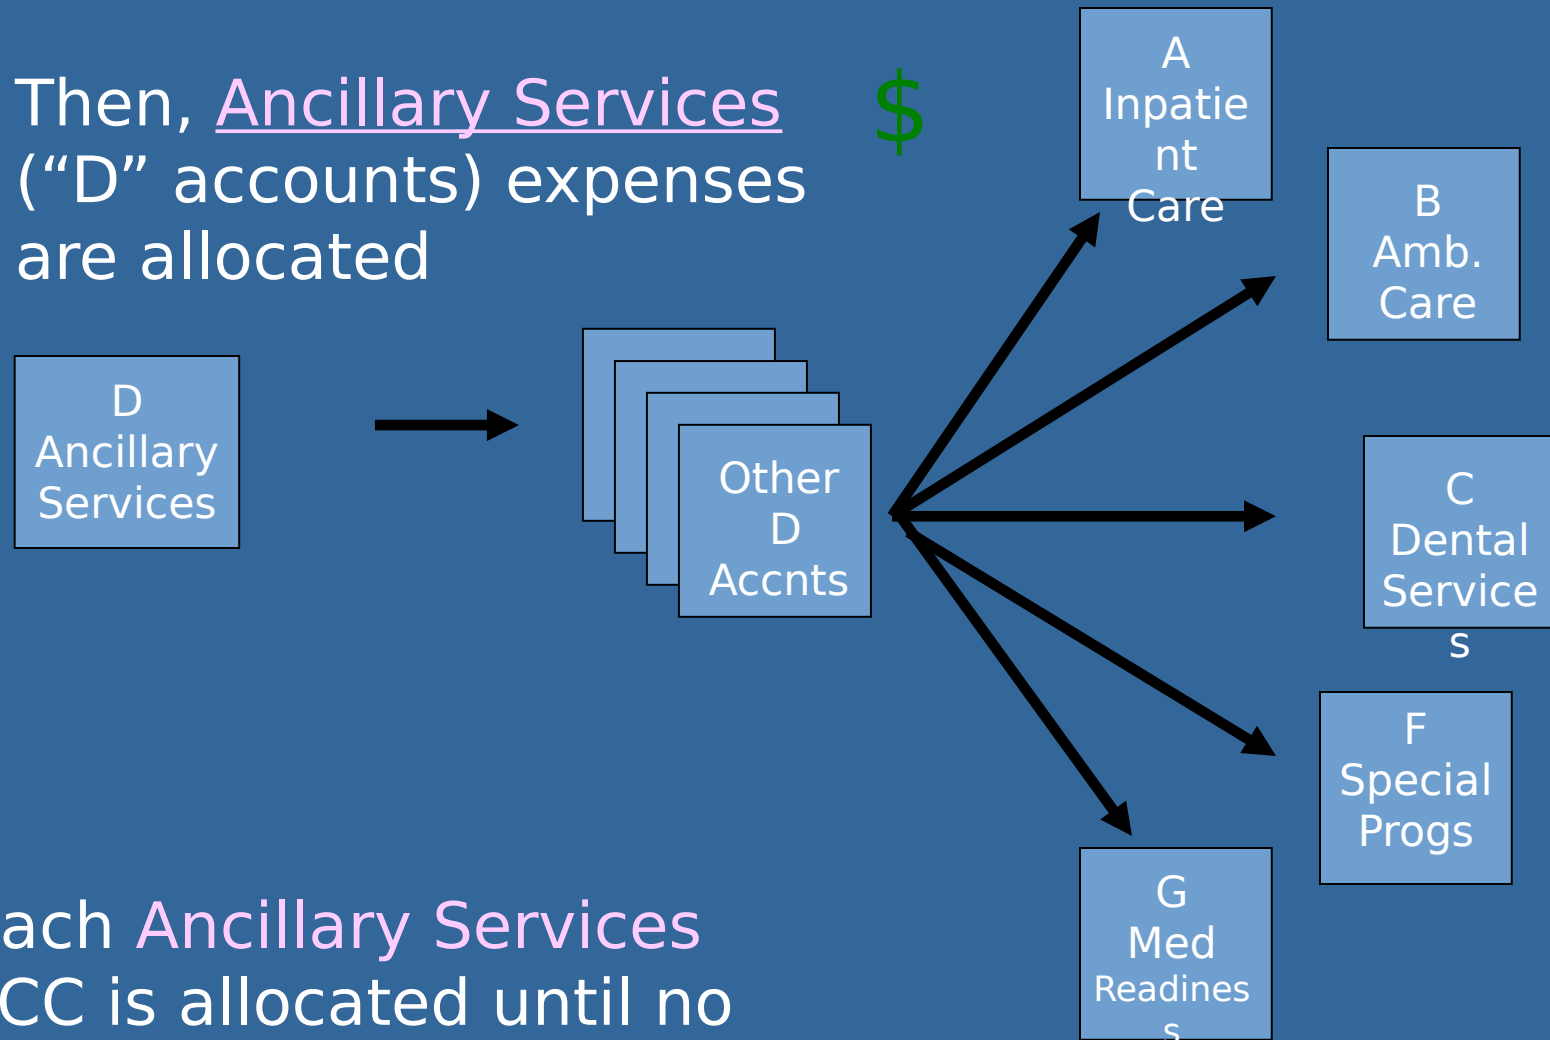 Then, Ancillary Services
(“D” accounts) expenses
are allocated
$
A
Inpatie
nt
Care
B
Amb.
Care
D
Ancillary
Services
Other
D
Accnts
C
Dental
Service
s
F
Special
Progs
G
Med
Readines
s
ach Ancillary Services
CC is allocated until no